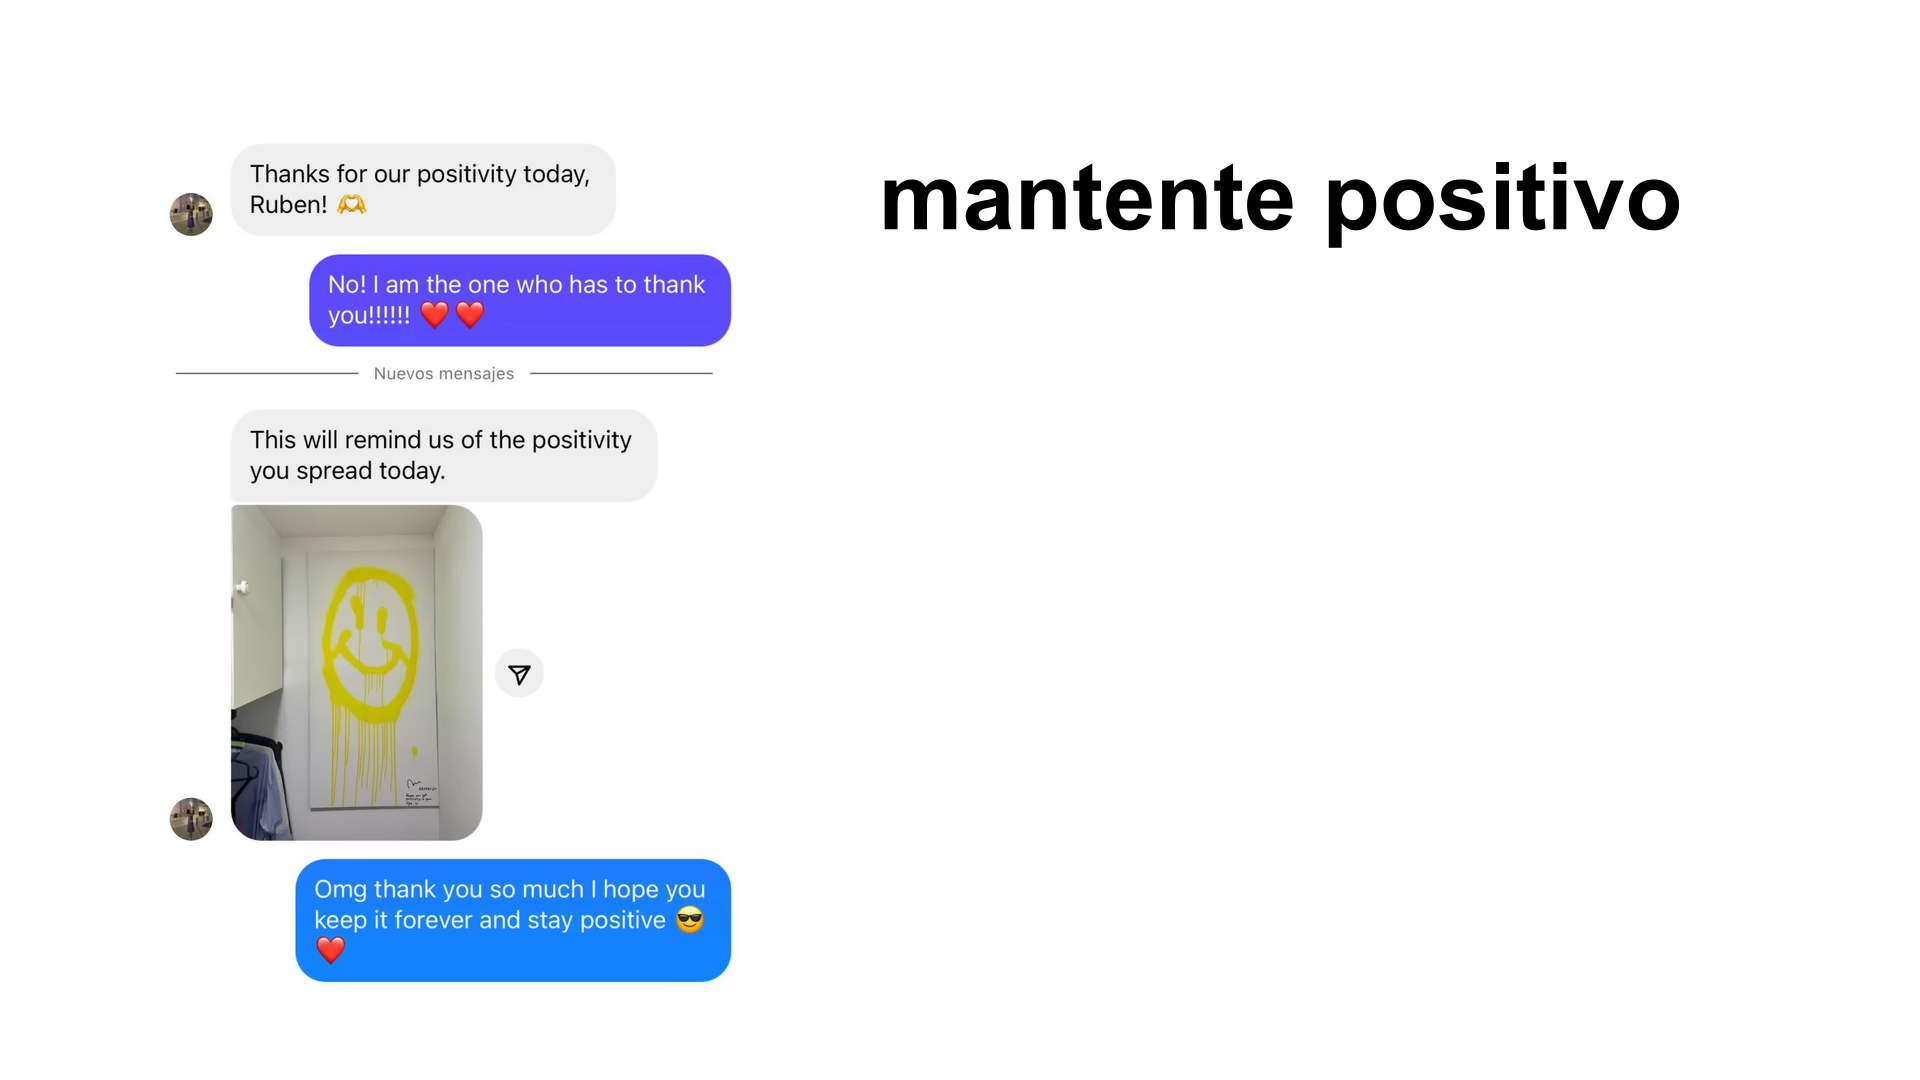 Thanks for our positivity today,
Ruben! 🫶
No! I am the one who has to thank
you!!!!!! ❤️❤️
Nuevos mensajes
This will remind us of the positivity
you spread today.
Omg thank you so much I hope you
keep it forever and stay positive 😎
❤️
mantente positivo